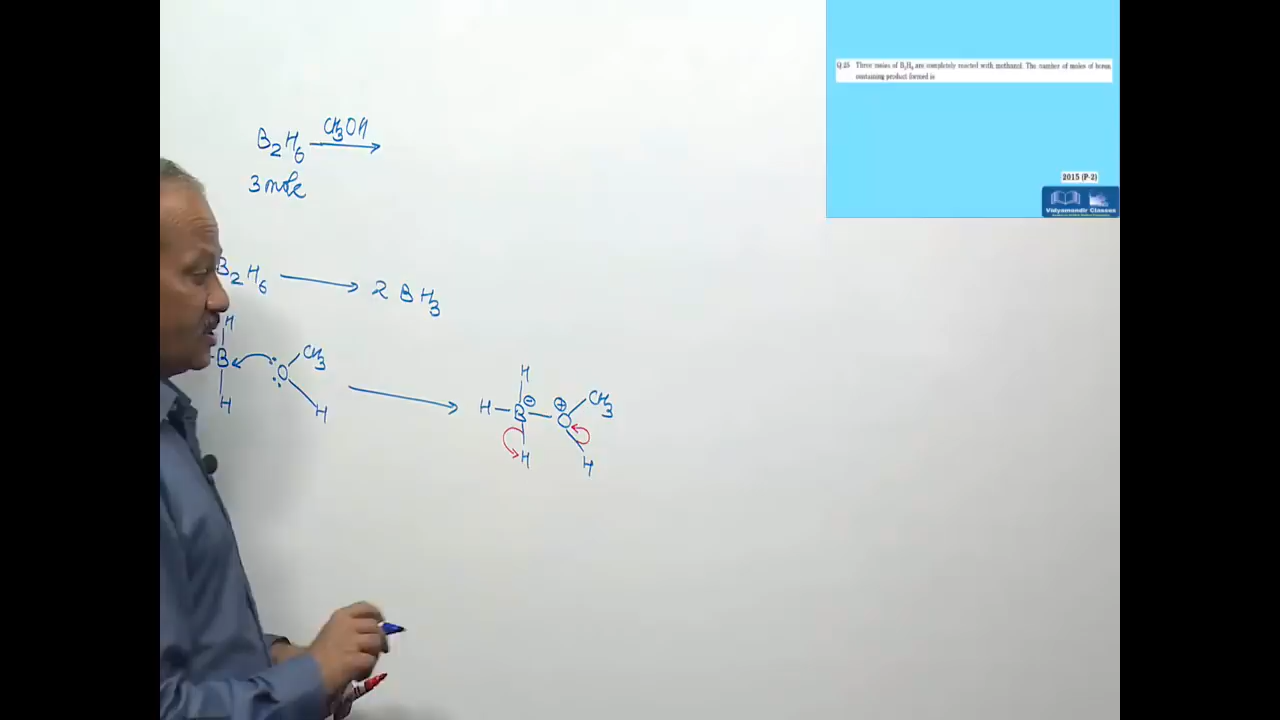 Q.25 Three moles of B₂H₆ are completely reacted with methanol. The number of moles of boron
containing product formed is
2015 (P-2)
Vidyamandir Classes
B₂H₆ CH₃OH →
3 mole
B₂H₆ → 2 BH₃
H
B O CH₃
H H
→
H
H – B ⊖ – O ⊕ CH₃
H H